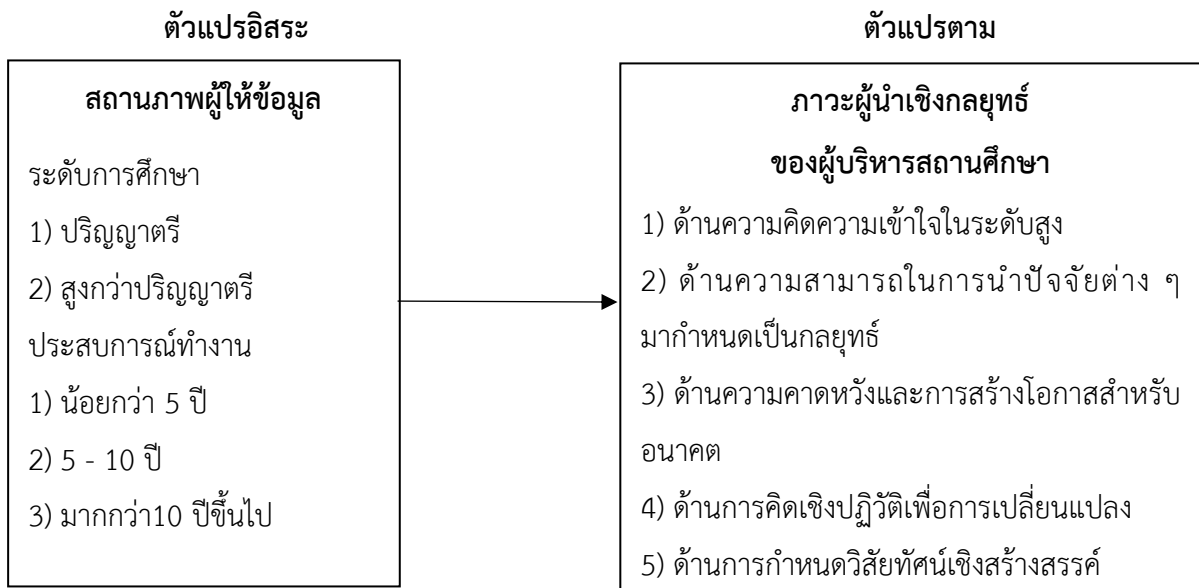 ตัวแปรอิสระ
สถานภาพผู้ให้ข้อมูล
ระดับการศึกษา
1) ปริญญาตรี
2) สูงกว่าปริญญาตรี
ประสบการณ์ทำงาน
1) น้อยกว่า 5 ปี
2) 5 - 10 ปี
3) มากกว่า10 ปีขึ้นไป
ตัวแปรตาม
ภาวะผู้นำเชิงกลยุทธ์
ของผู้บริหารสถานศึกษา
1) ด้านความคิดความเข้าใจในระดับสูง
2) ด้านความสามารถในการนำปัจจัยต่าง ๆ
มากำหนดเป็นกลยุทธ์
3) ด้านความคาดหวังและการสร้างโอกาสสำหรับ
อนาคต
4) ด้านการคิดเชิงปฏิวัติเพื่อการเปลี่ยนแปลง
5) ด้านการกำหนดวิสัยทัศน์เชิงสร้างสรรค์